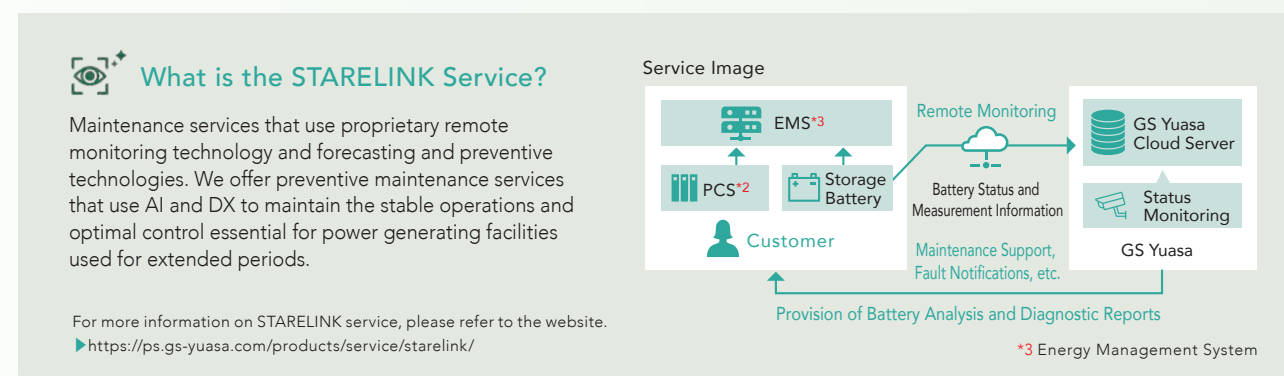 What is the STARELINK Service?
Maintenance services that use proprietary remote
monitoring technology and forecasting and preventive
technologies. We offer preventive maintenance services
that use AI and DX to maintain the stable operations and
optimal control essential for power generating facilities
used for extended periods.
For more information on STARELINK service, please refer to the website.
▶https://ps.gs-yuasa.com/products/service/starelink/
Service Image
EMS*3
PCS*2
Storage
Battery
Customer
Remote Monitoring
Battery Status and
Measurement Information
Maintenance Support,
Fault Notifications, etc.
GS Yuasa
Cloud Server
Status
Monitoring
GS Yuasa
Provision of Battery Analysis and Diagnostic Reports
*3 Energy Management System